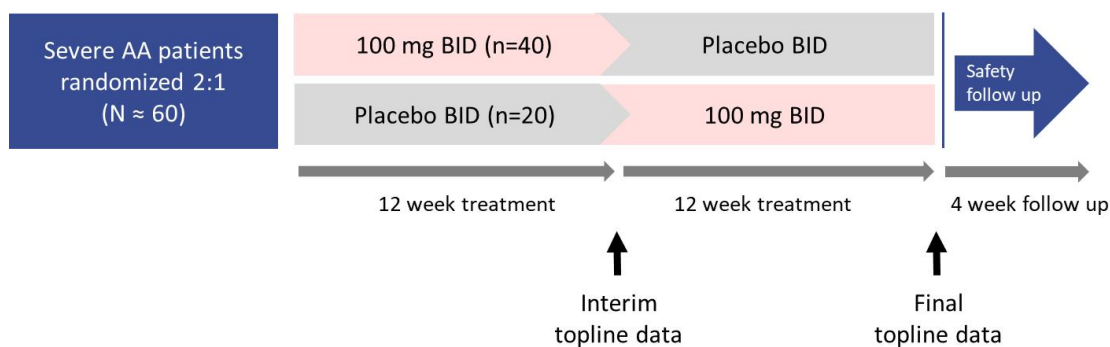 Severe AA patients
randomized 2:1
(N ≈ 60)
100 mg BID (n=40)
Placebo BID
Placebo BID (n=20)
100 mg BID
Safety
follow up
12 week treatment
12 week treatment
4 week follow up
Interim
topline data
Final
topline data